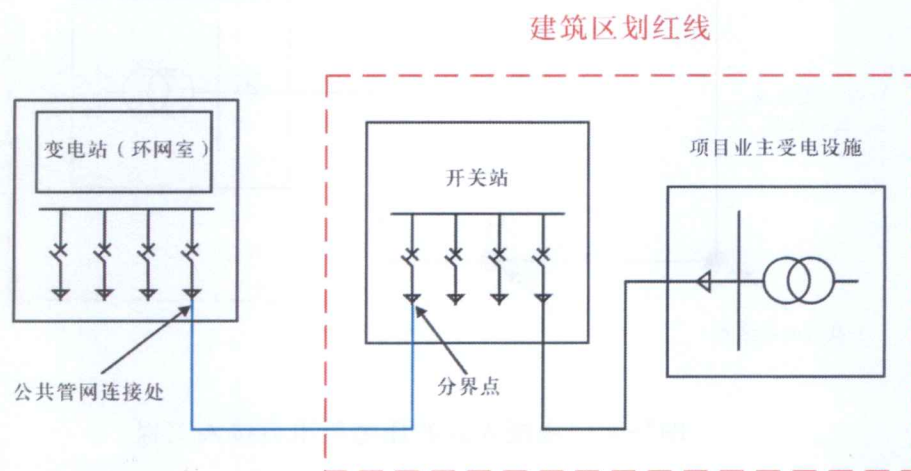 建筑区划红线
变电站（环网室）
开关站
项目业主受电设施
公共管网连接处
分界点